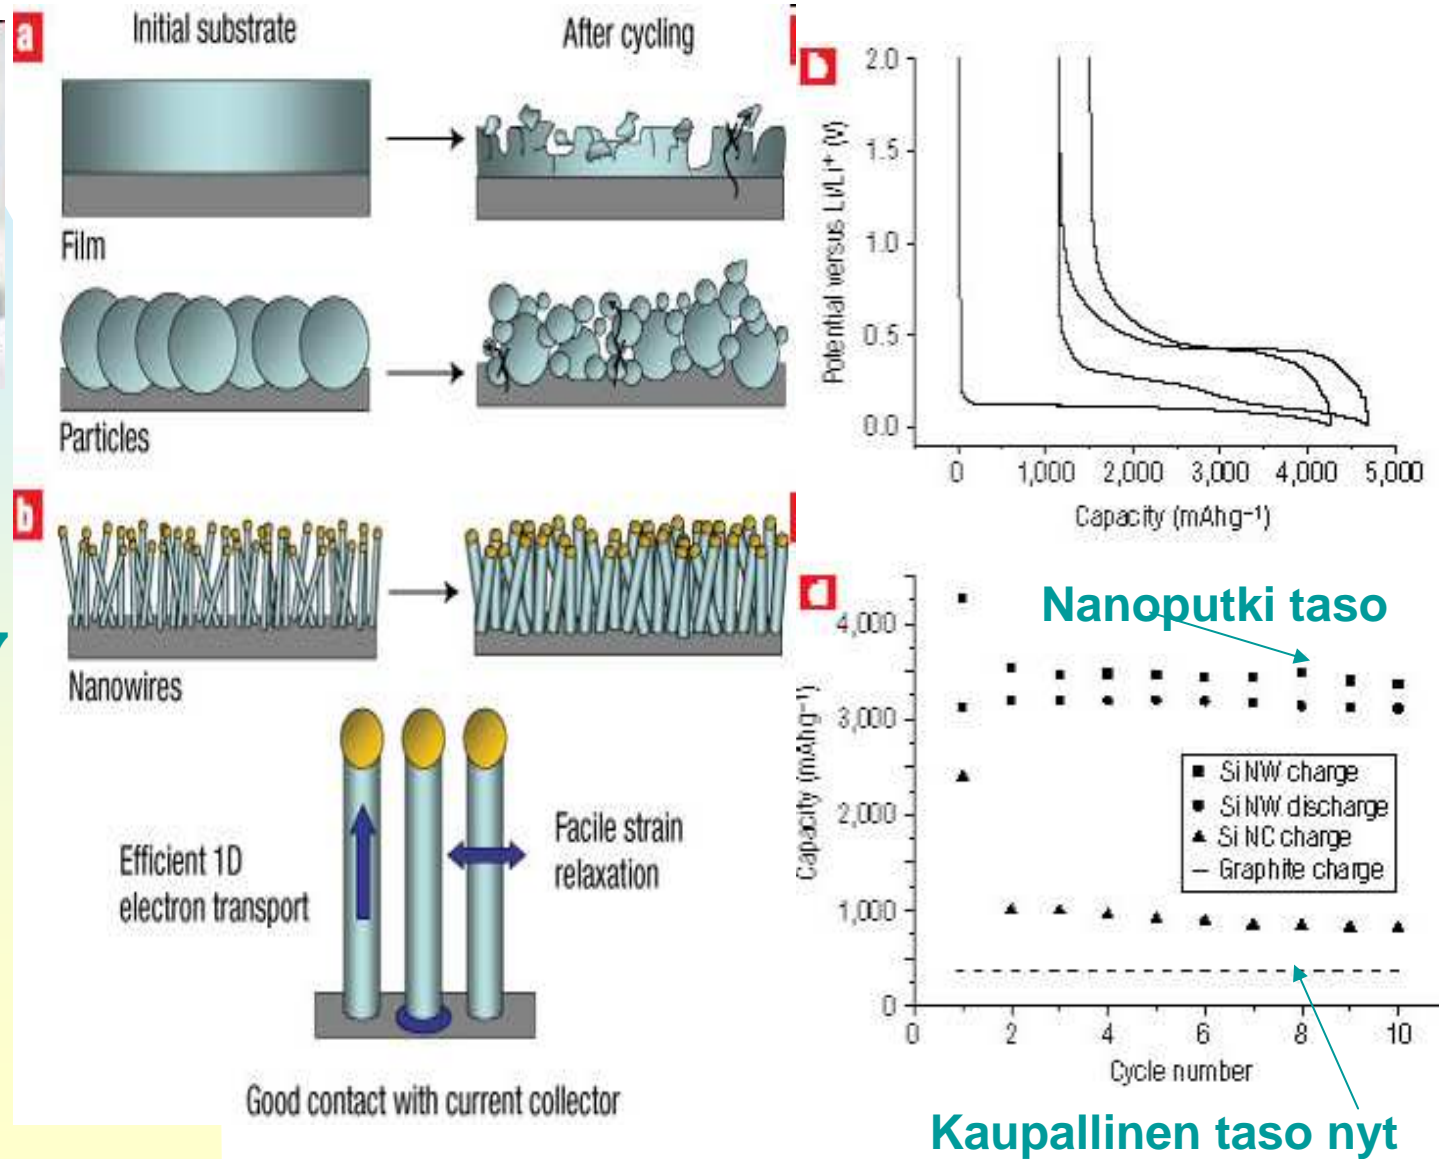 a
Initial substrate
After cycling
Film
Particles
b
Nanowires
Efficient 1D
electron transport
Facile strain
relaxation
Good contact with current collector
b
2.0
1.5
1.0
0.5
0.0
Potential versus Li/Li⁺ (V)
0 1,000 2,000 3,000 4,000 5,000
Capacity (mAhg⁻¹)
d
Nanoputki taso
4,000
3,000
2,000
1,000
0
Capacity (mAhg⁻¹)
Si NW charge
Si NW discharge
Si NC charge
Graphite charge
0 2 4 6 8 10
Cycle number
Kaupallinen taso nyt